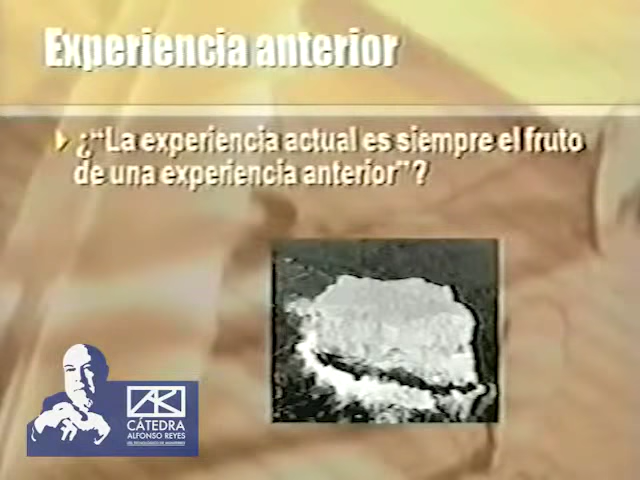 Experiencia anterior
¿“La experiencia actual es siempre el fruto
de una experiencia anterior”?
CÁTEDRA
ALFONSO REYES